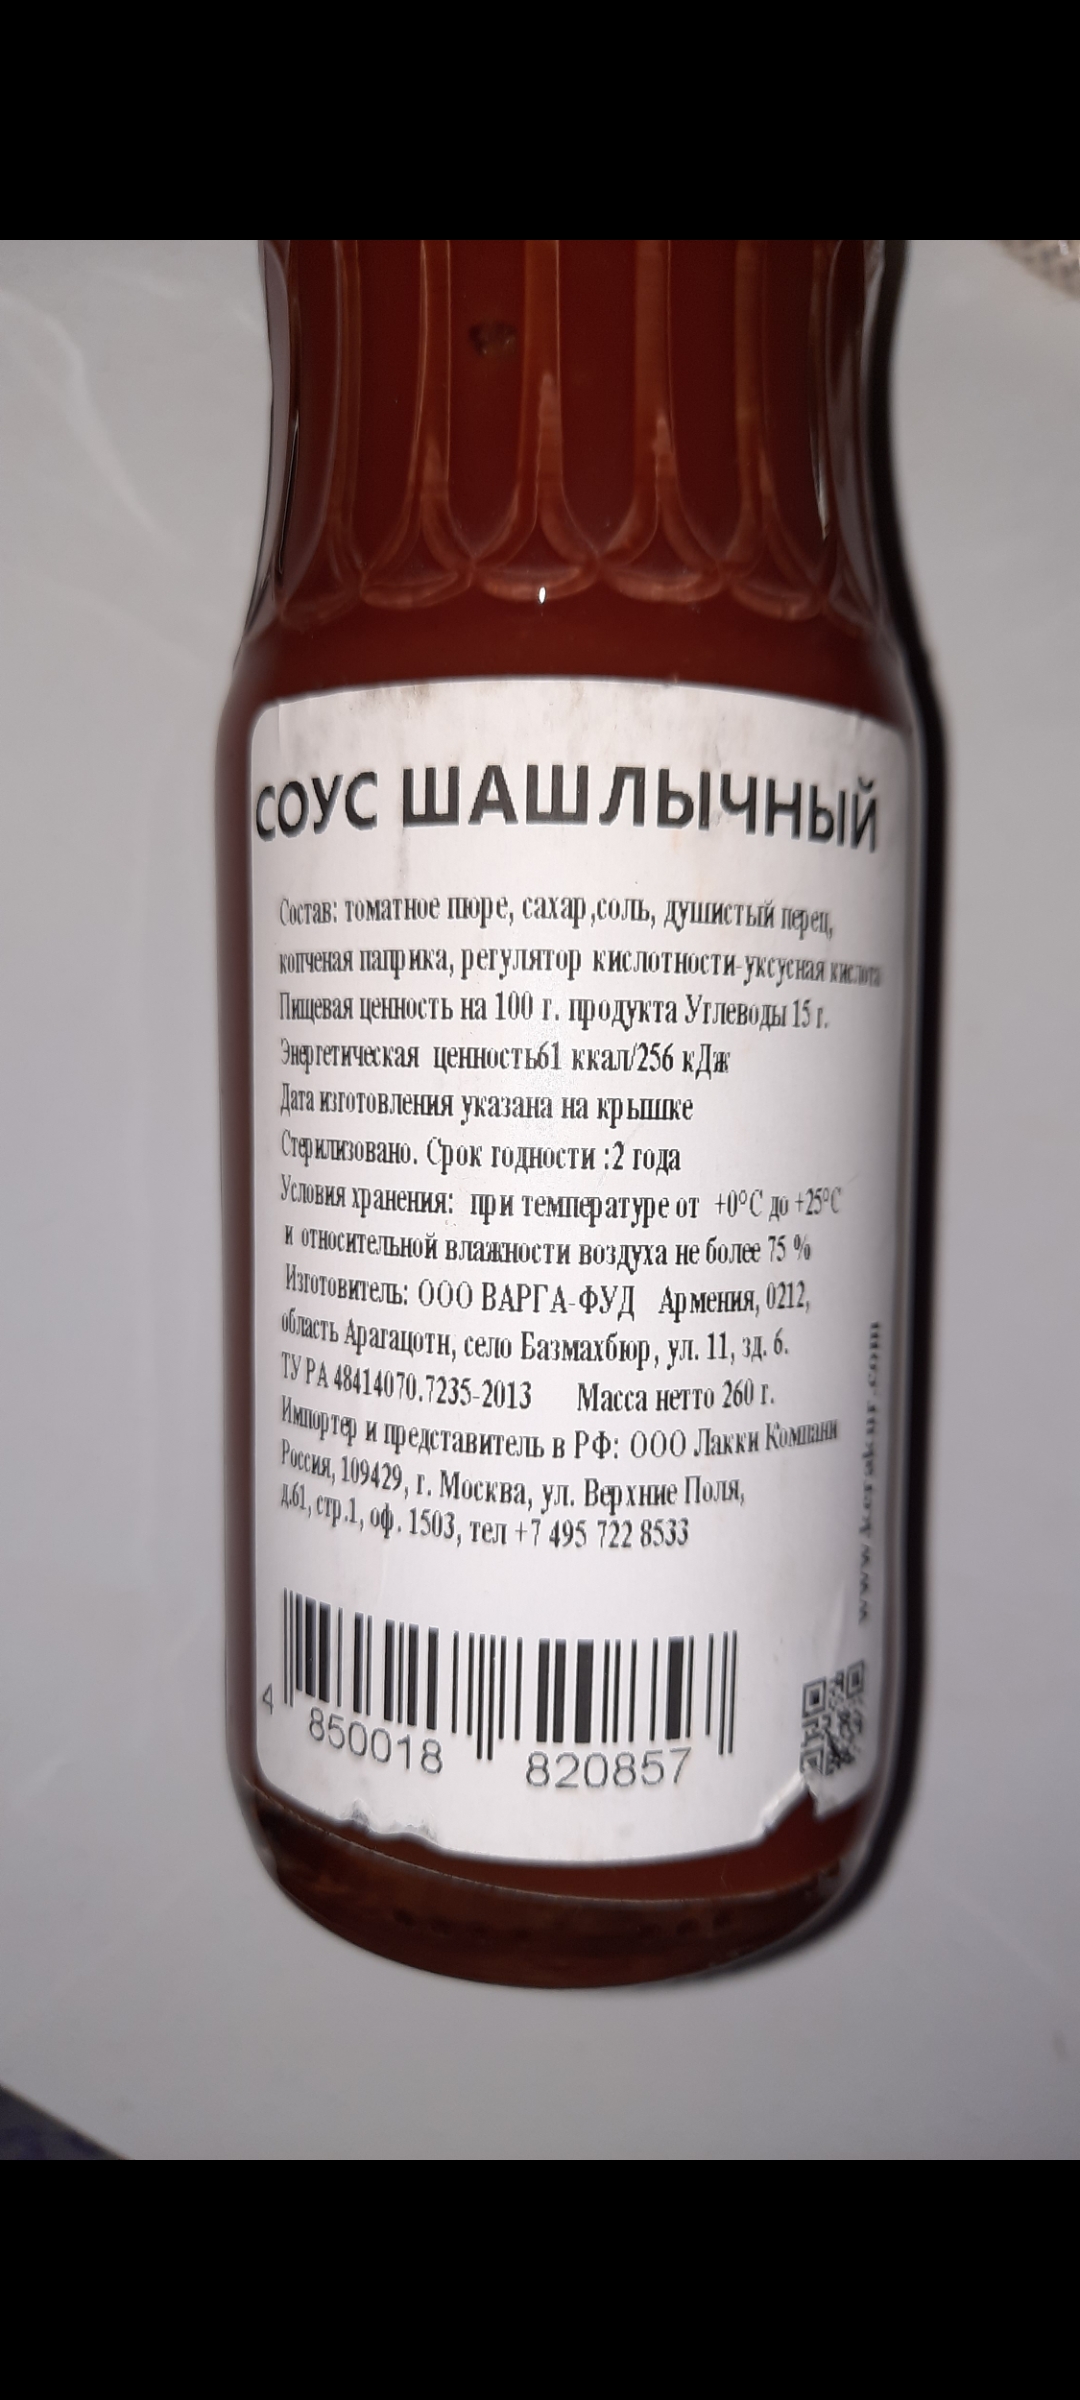 СОУС ШАШЛЫЧНЫЙ
Состав: томатное пюре, сахар ,соль, душистый перец,
копченая паприка, регулятор кислотности-уксусная кислота
Пищевая ценность на 100 г. продукта Углеводы 15 г.
Энергетическая ценность61 ккал/256 кДж
Дата изготовления указана на крышке
Стерилизовано. Срок годности :2 года
Условия хранения: при температуре от +0°C до +25°C
и относительной влажности воздуха не более 75 %
Изготовитель: ООО ВАРГА-ФУД Армения, 0212,
область Арагацотн, село Базмахбюр, ул. 11, зд. 6.
ТУ РА 48414070.7235-2013 Масса нетто 260 г.
Импортер и представитель в РФ: ООО Лакки Компани
Россия, 109429, г. Москва, ул. Верхние Поля,
д.61, стр.1, оф. 1503, тел +7 495 722 8533
4 850018 820857